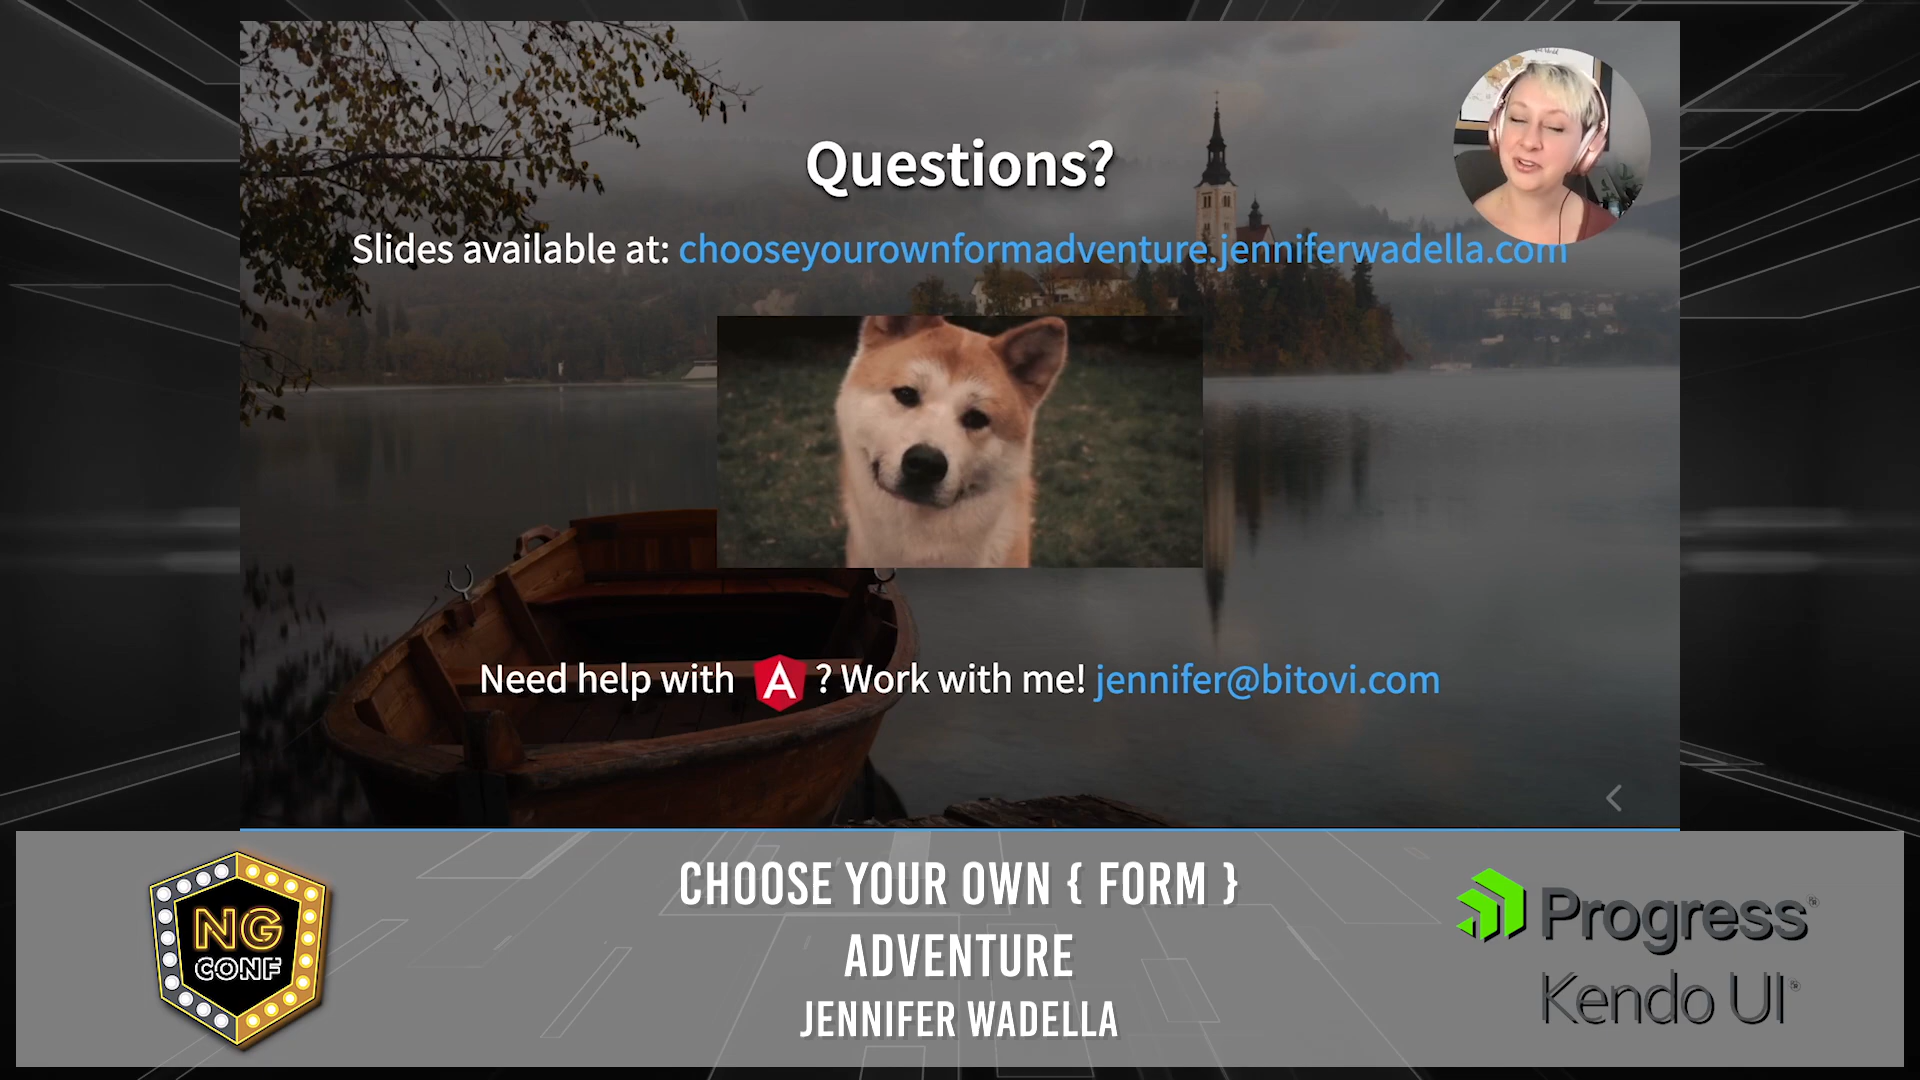 Questions?
Slides available at: chooseyourownformadventure.jenniferwadella.com
Need help with A ? Work with me! jennifer@bitovi.com
CHOOSE YOUR OWN { FORM }
ADVENTURE
JENNIFER WADELLA
NG
CONF
Progress®
Kendo UI®